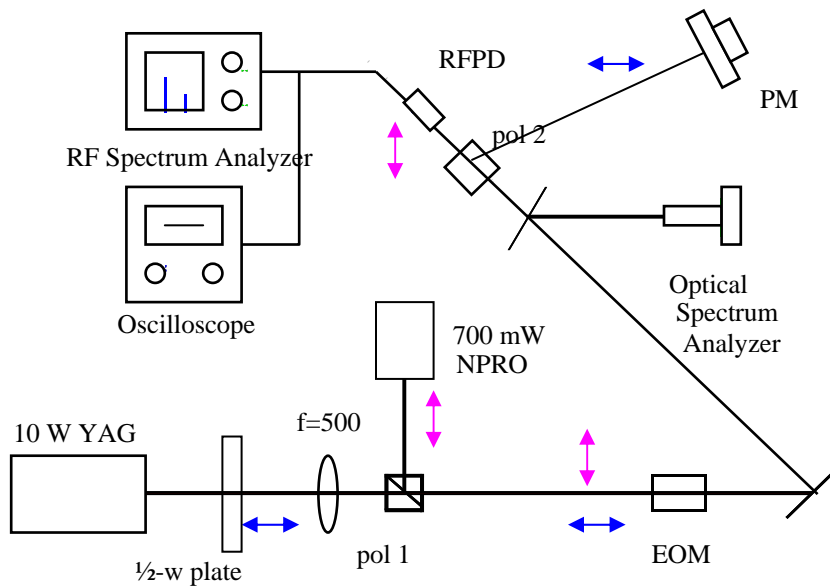 RFPD
PM
pol 2
RF Spectrum Analyzer
Optical
Spectrum
Analyzer
Oscilloscope
700 mW
NPRO
f=500
10 W YAG
pol 1
EOM
½-w plate